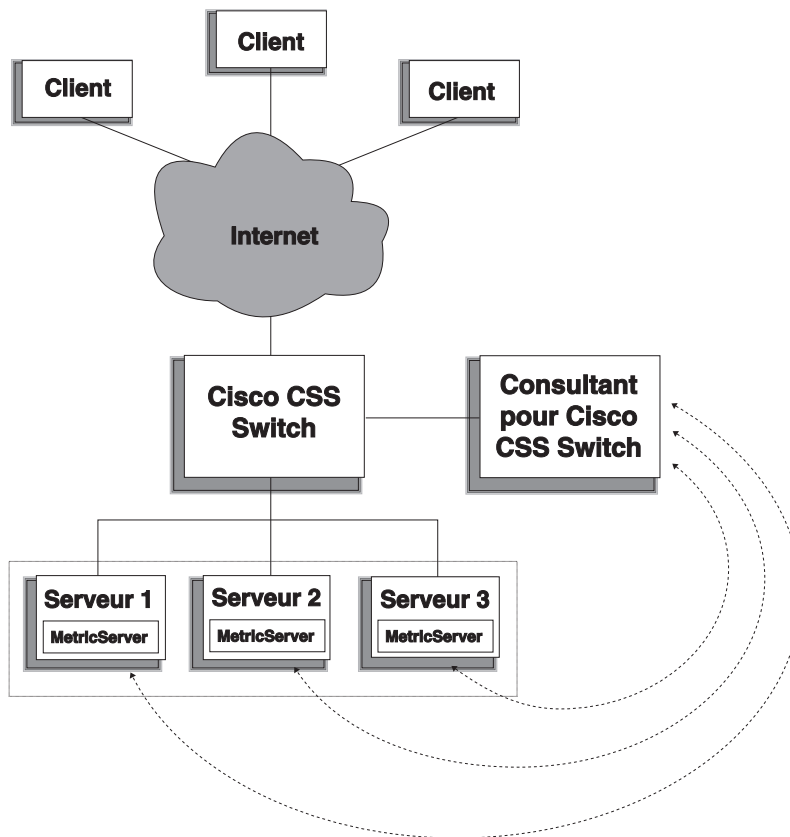 Client
Client
Client
Internet
Cisco CSS
Switch
Consultant
pour Cisco
CSS Switch
Serveur 1
MetricServer
Serveur 2
MetricServer
Serveur 3
MetricServer